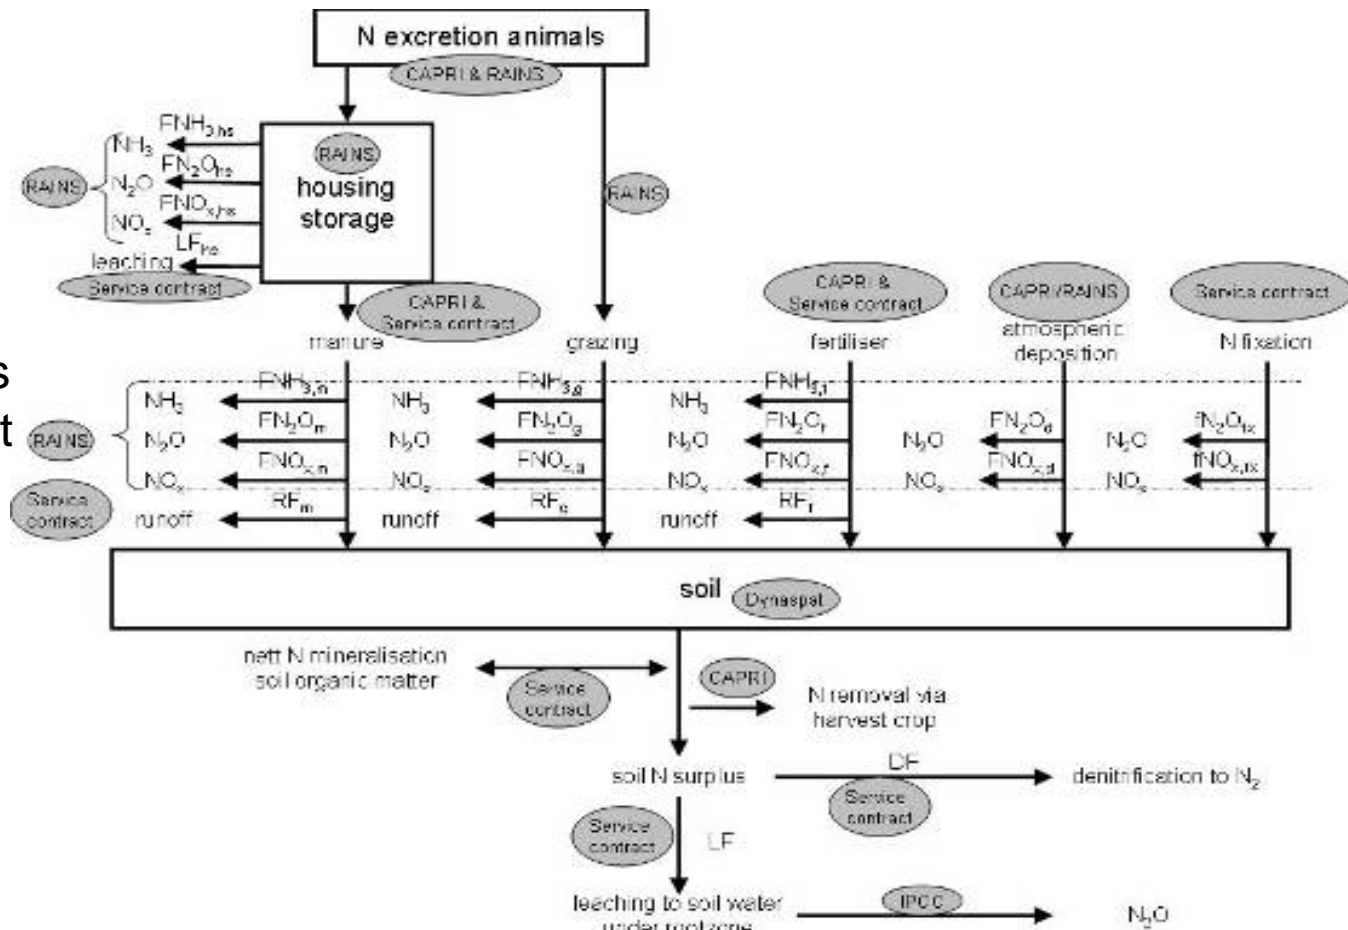 N excretion animals
CAPRI & RAINS
FNH3,hs
NH3
RAINS
FN2Ohs
RAINS
N2O
housing
storage
RAINS
FNOx,hs
NOx
LFhs
leaching
Service contract
CAPRI &
Service contract
CAPRI &
Service contract
CAPRI/RAINS
Service contract
manure
grazing
fertiliser
atmospheric
deposition
N fixation
s
t
FNH3,m
FNH3,g
FNH3,f
NH3
NH3
NH3
RAINS
FN2Om
FN2Og
FN2Of
FN2Od
fN2Ofx
N2O
N2O
N2O
N2O
N2O
FNOx,m
FNOx,g
FNOx,f
FNOx,d
fNOx,fx
NOx
NOx
NOx
NOx
NOx
Service
contract
RFm
RFg
RFf
runoff
runoff
runoff
soil
Dynaspat
nett N mineralisation
soil organic matter
Service
contract
CAPRI
N removal via
harvest crop
soil N surplus
DF
Service
contract
denitrification to N2
Service
contract
LF
leaching to soil water
under rootzone
IPCC
N2O